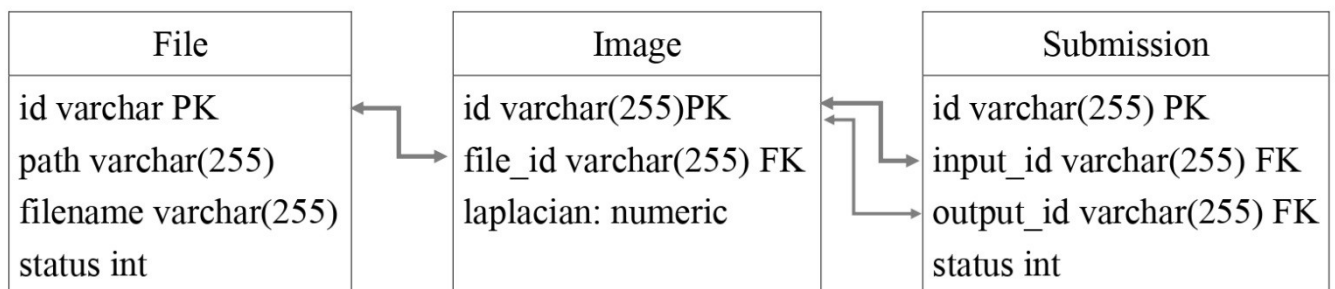 File
id varchar PK
path varchar(255)
filename varchar(255)
status int
Image
id varchar(255)PK
file_id varchar(255) FK
laplacian: numeric
Submission
id varchar(255) PK
input_id varchar(255) FK
output_id varchar(255) FK
status int